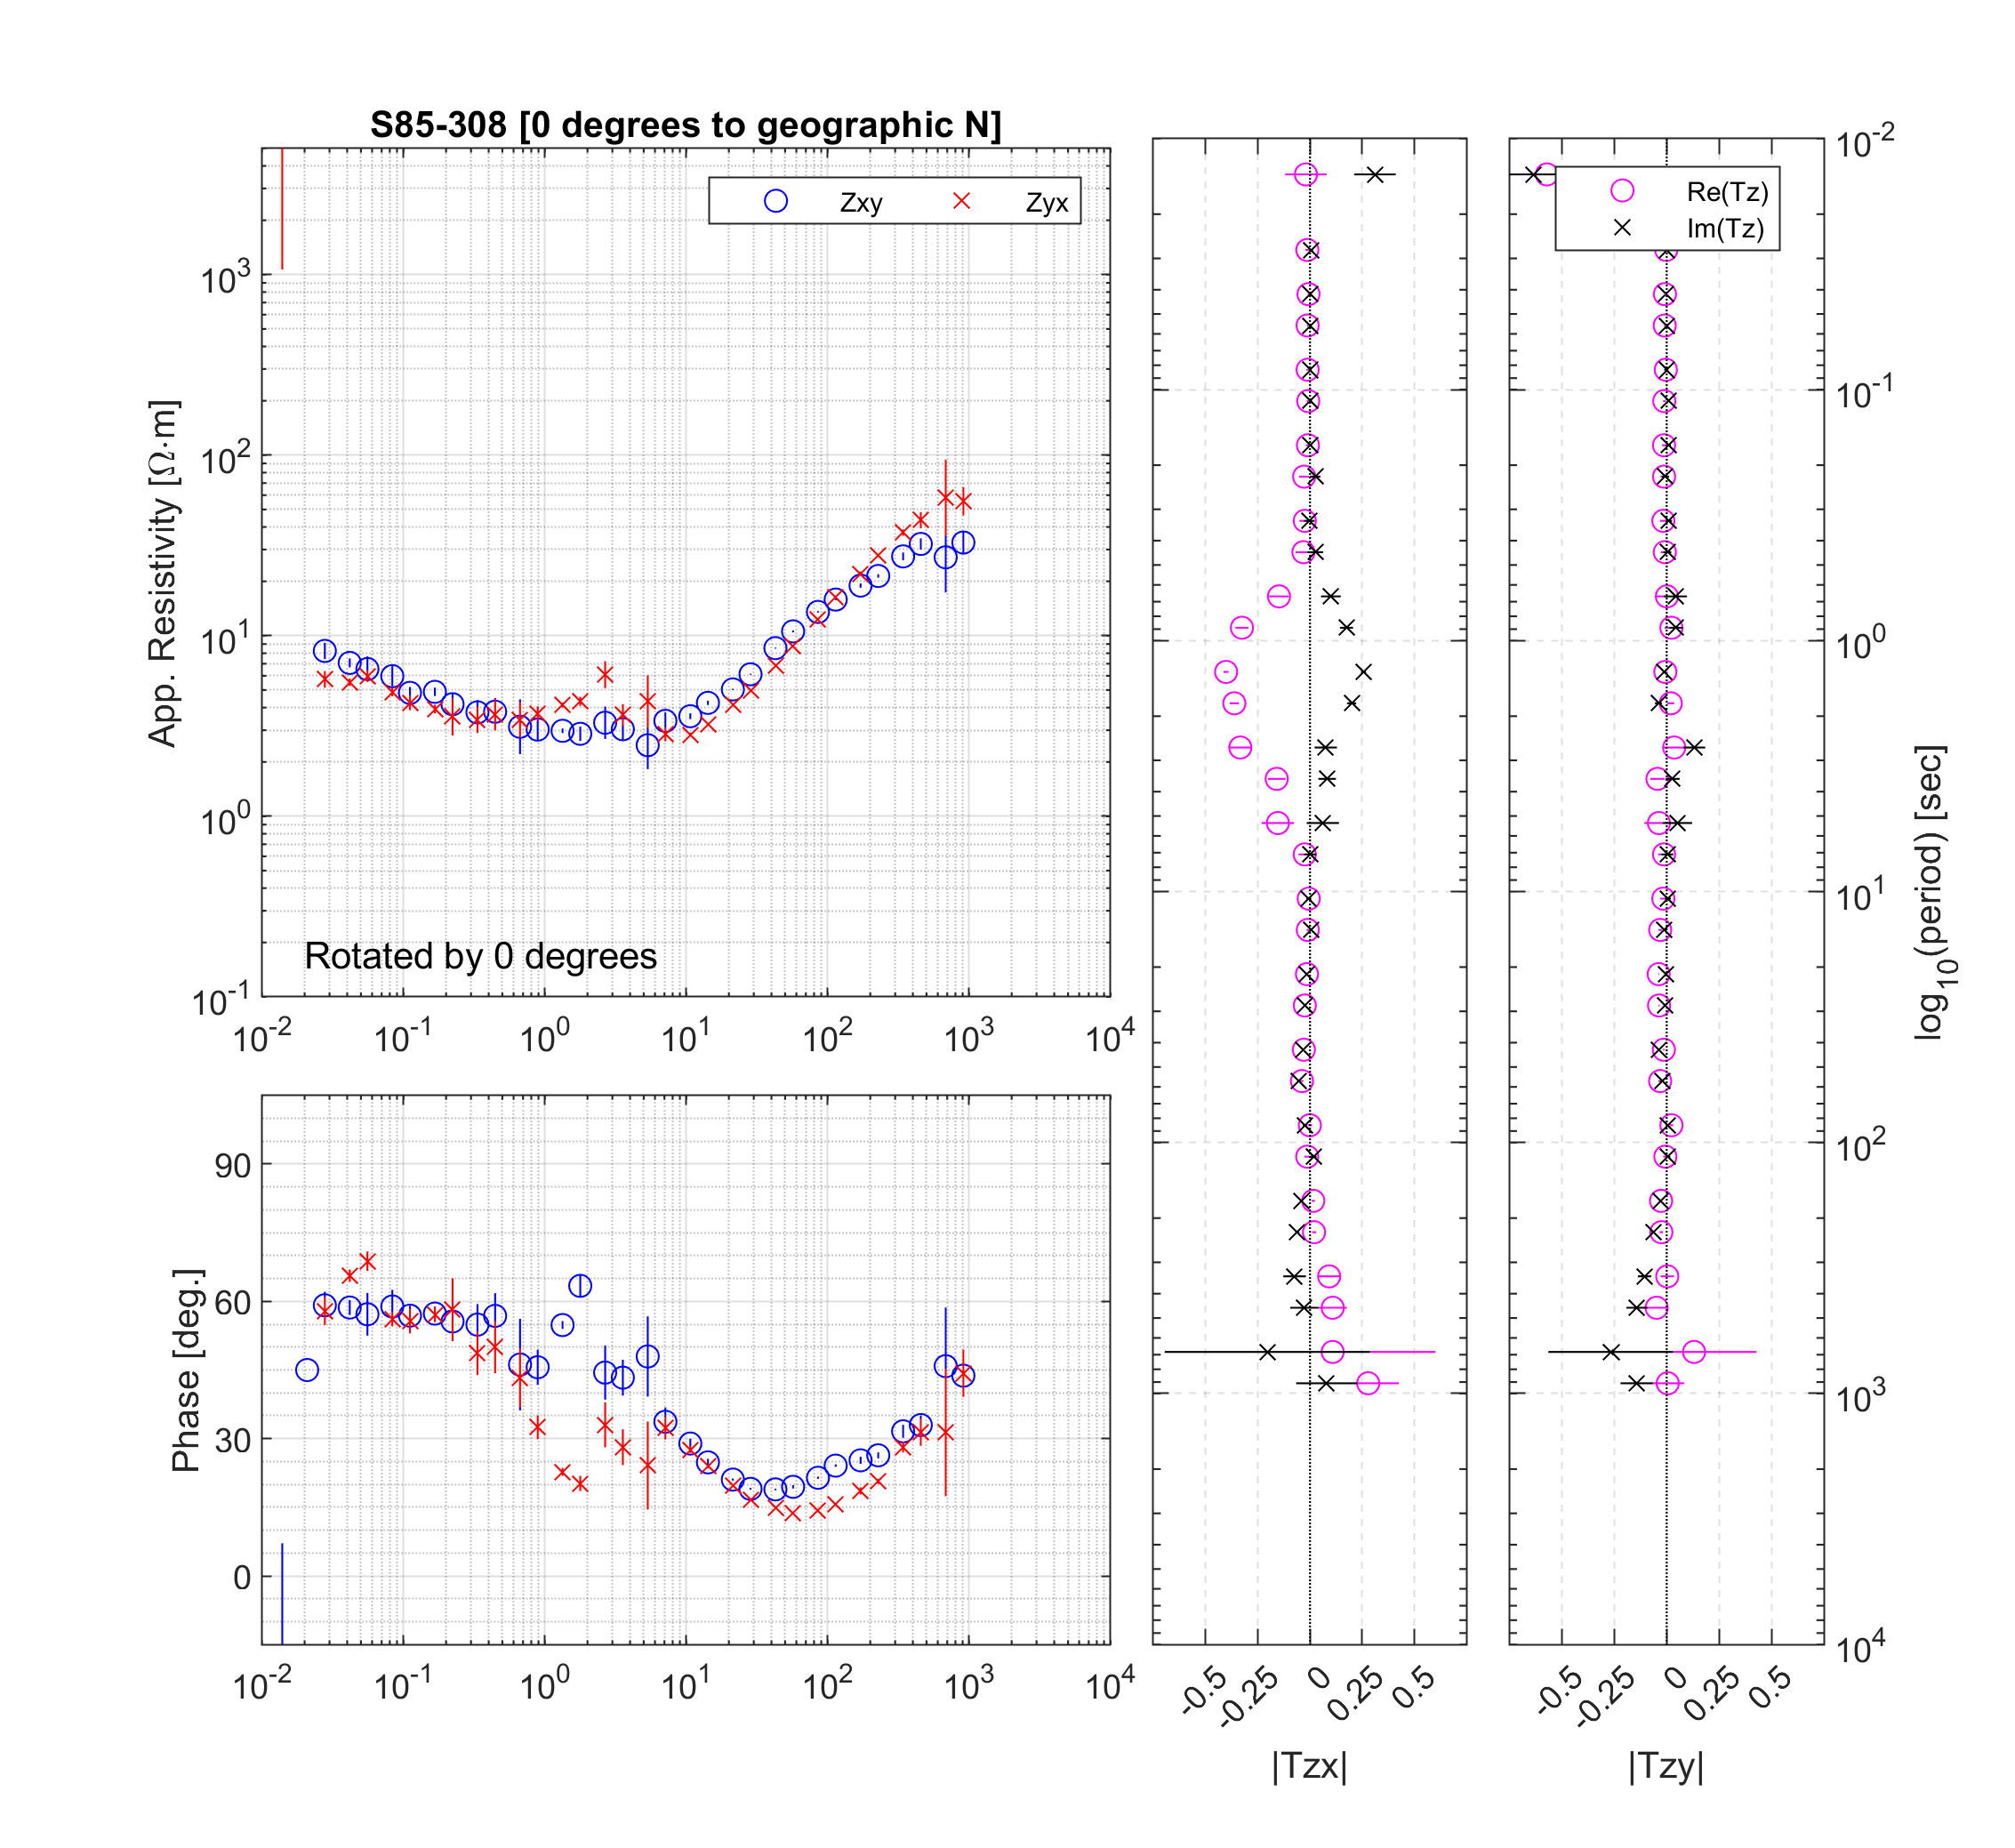 S85-308 [0 degrees to geographic N]
Zxy Zyx
App. Resistivity [Ω·m]
10^3
10^2
10^1
10^0
10^-1
Rotated by 0 degrees
10^-2 10^-1 10^0 10^1 10^2 10^3 10^4
Phase [deg.]
90
60
30
0
10^-2 10^-1 10^0 10^1 10^2 10^3 10^4
-0.5 -0.25 0 0.25 0.5
|Tzx|
Re(Tz)
Im(Tz)
10^-2
10^-1
10^0
10^1
10^2
10^3
10^4
log10(period) [sec]
-0.5 -0.25 0 0.25 0.5
|Tzy|